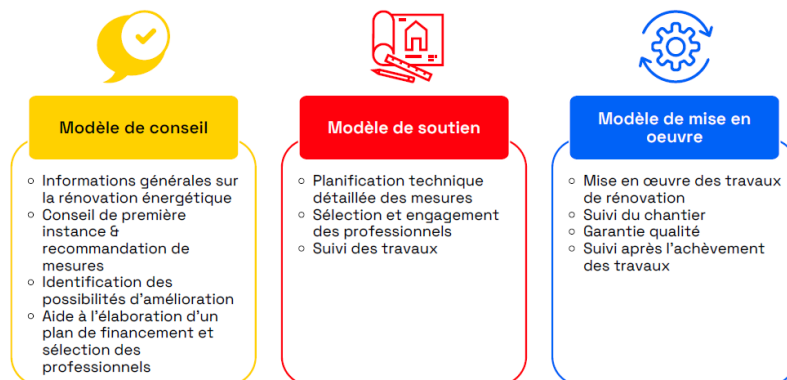 Modèle de conseil
○ Informations générales sur
la rénovation énergétique
○ Conseil de première
instance &
recommandation de
mesures
○ Identification des
possibilités d'amélioration
○ Aide à l'élaboration d'un
plan de financement et
sélection des
professionnels
Modèle de soutien
○ Planification technique
détaillée des mesures
○ Sélection et engagement
des professionnels
○ Suivi des travaux
Modèle de mise en
oeuvre
○ Mise en œuvre des travaux
de rénovation
○ Suivi du chantier
○ Garantie qualité
○ Suivi après l'achèvement
des travaux